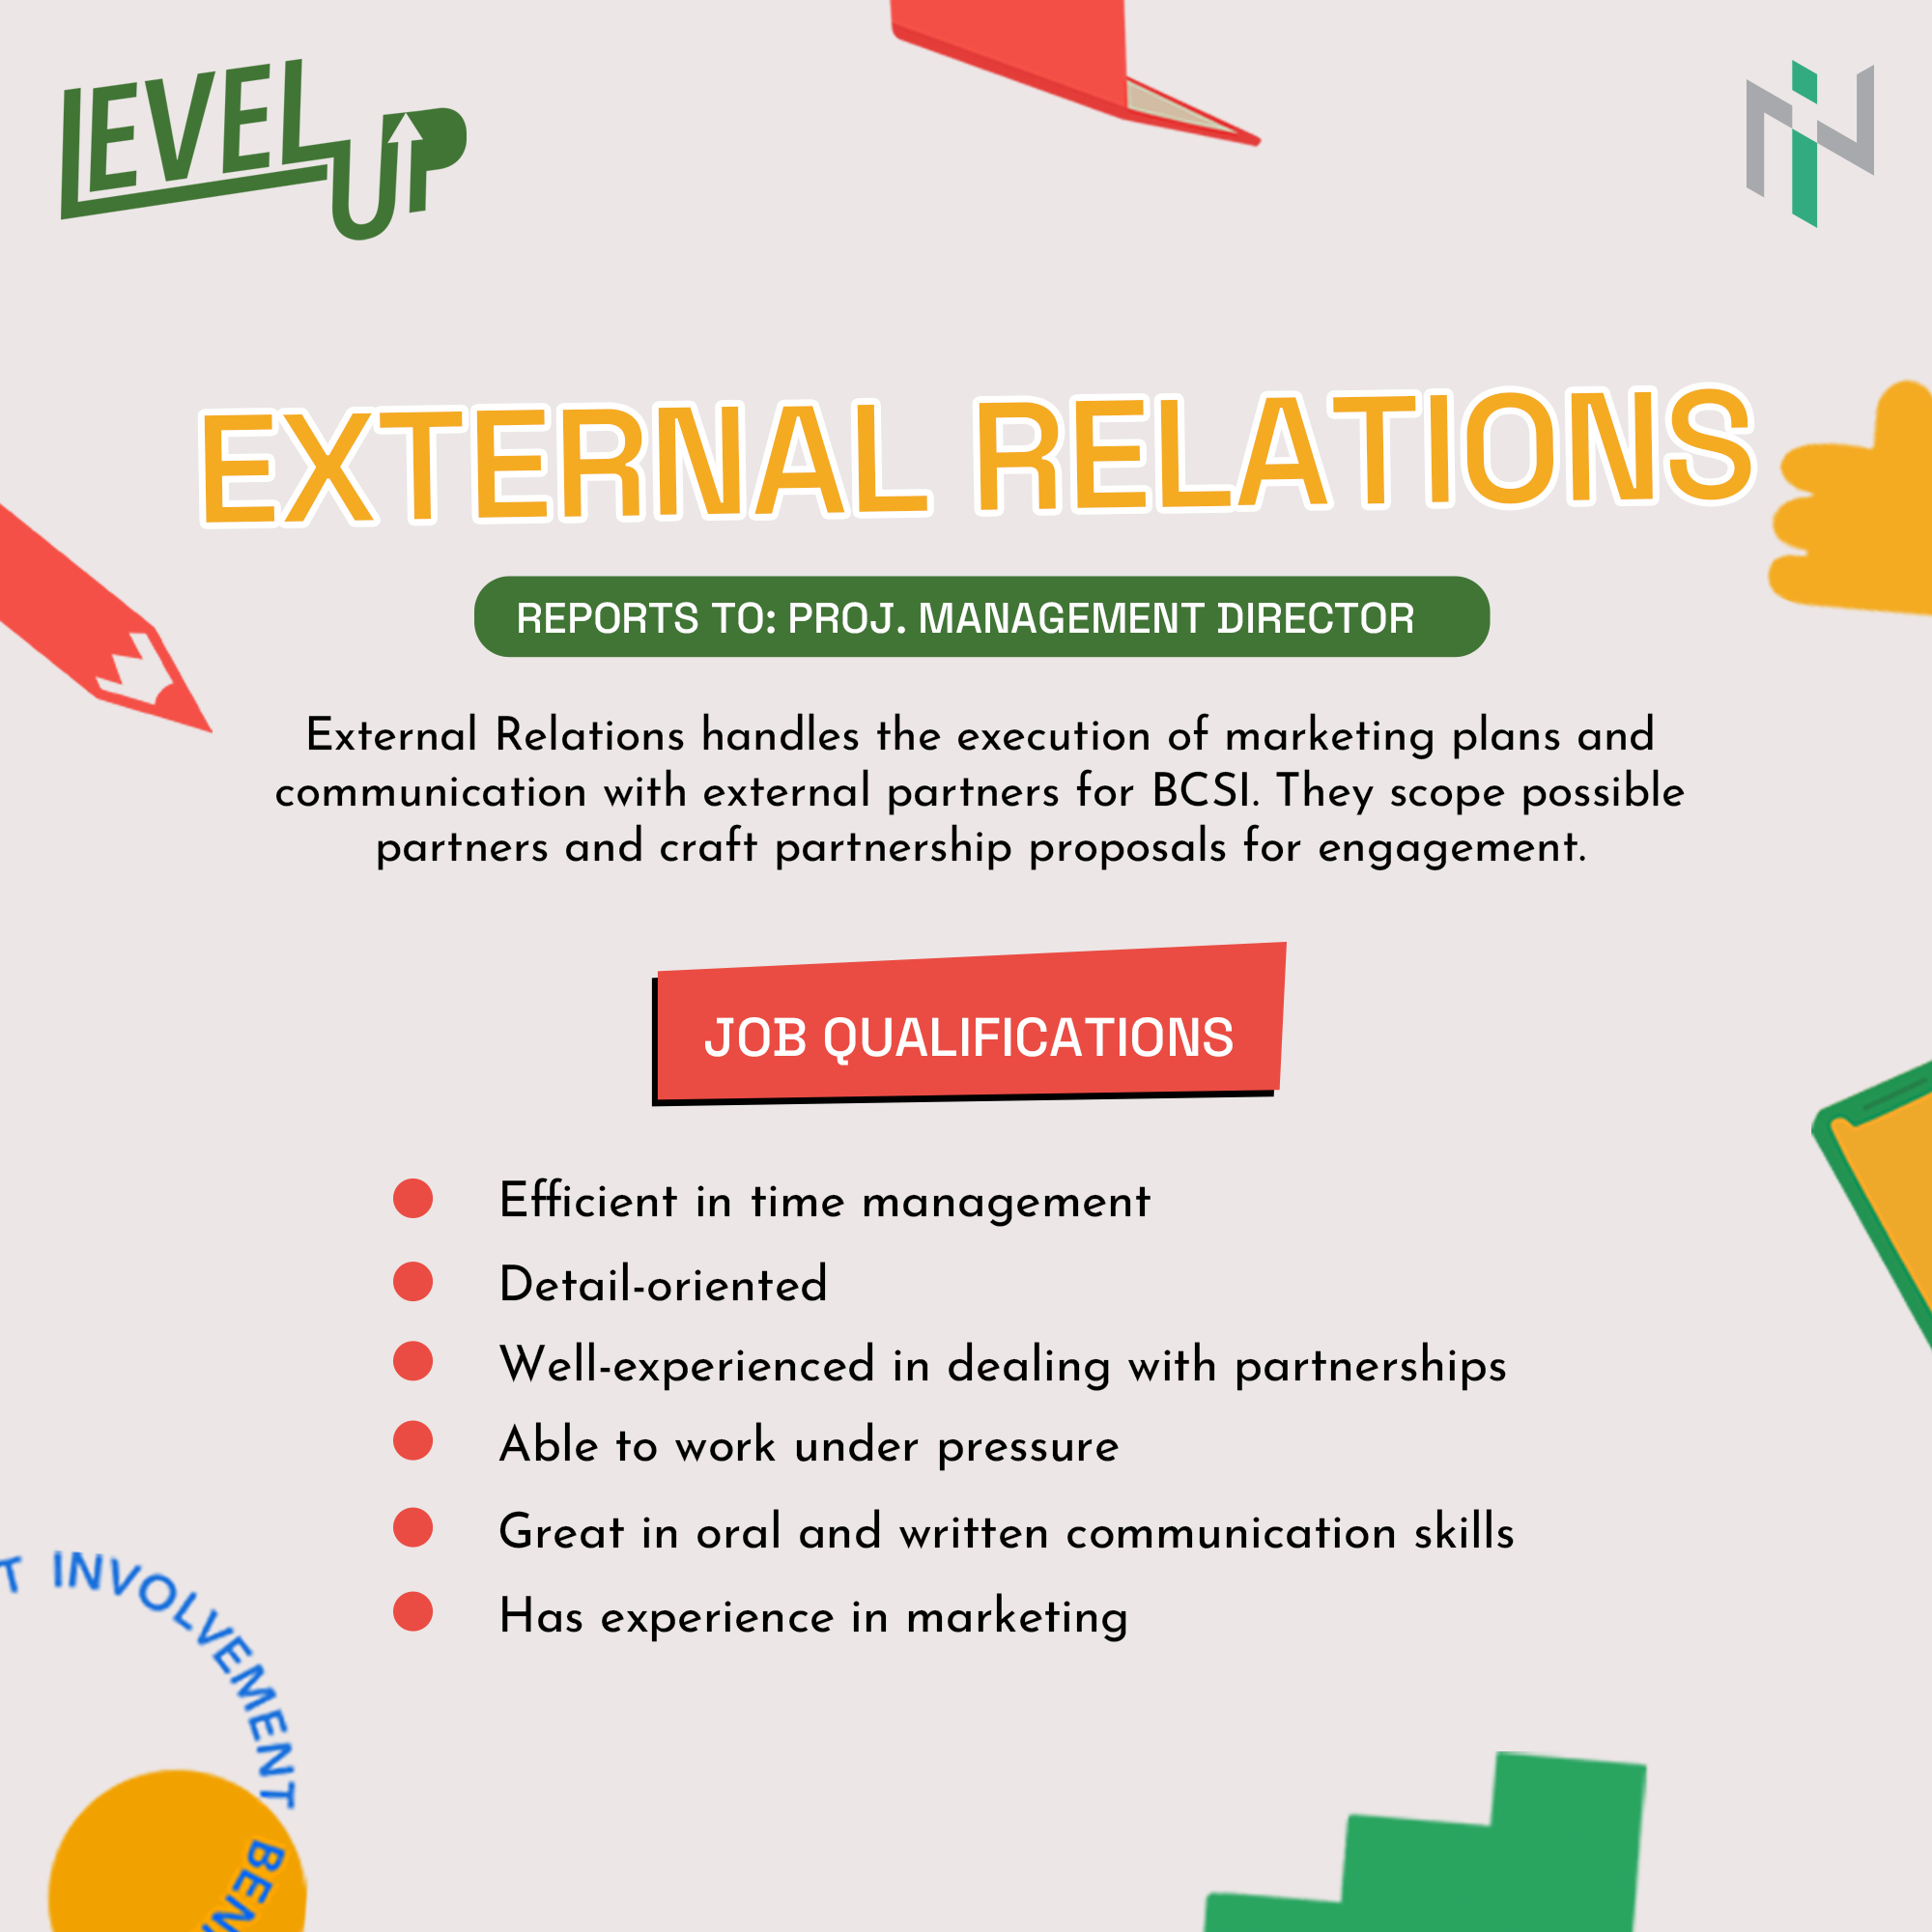 LEVEL
UP
EXTERNAL RELATIONS
REPORTS TO: PROJ. MANAGEMENT DIRECTOR
External Relations handles the execution of marketing plans and
communication with external partners for BCSI. They scope possible
partners and craft partnership proposals for engagement.
JOB QUALIFICATIONS
Efficient in time management
Detail-oriented
Well-experienced in dealing with partnerships
Able to work under pressure
Great in oral and written communication skills
Has experience in marketing
INVOLVEMENT